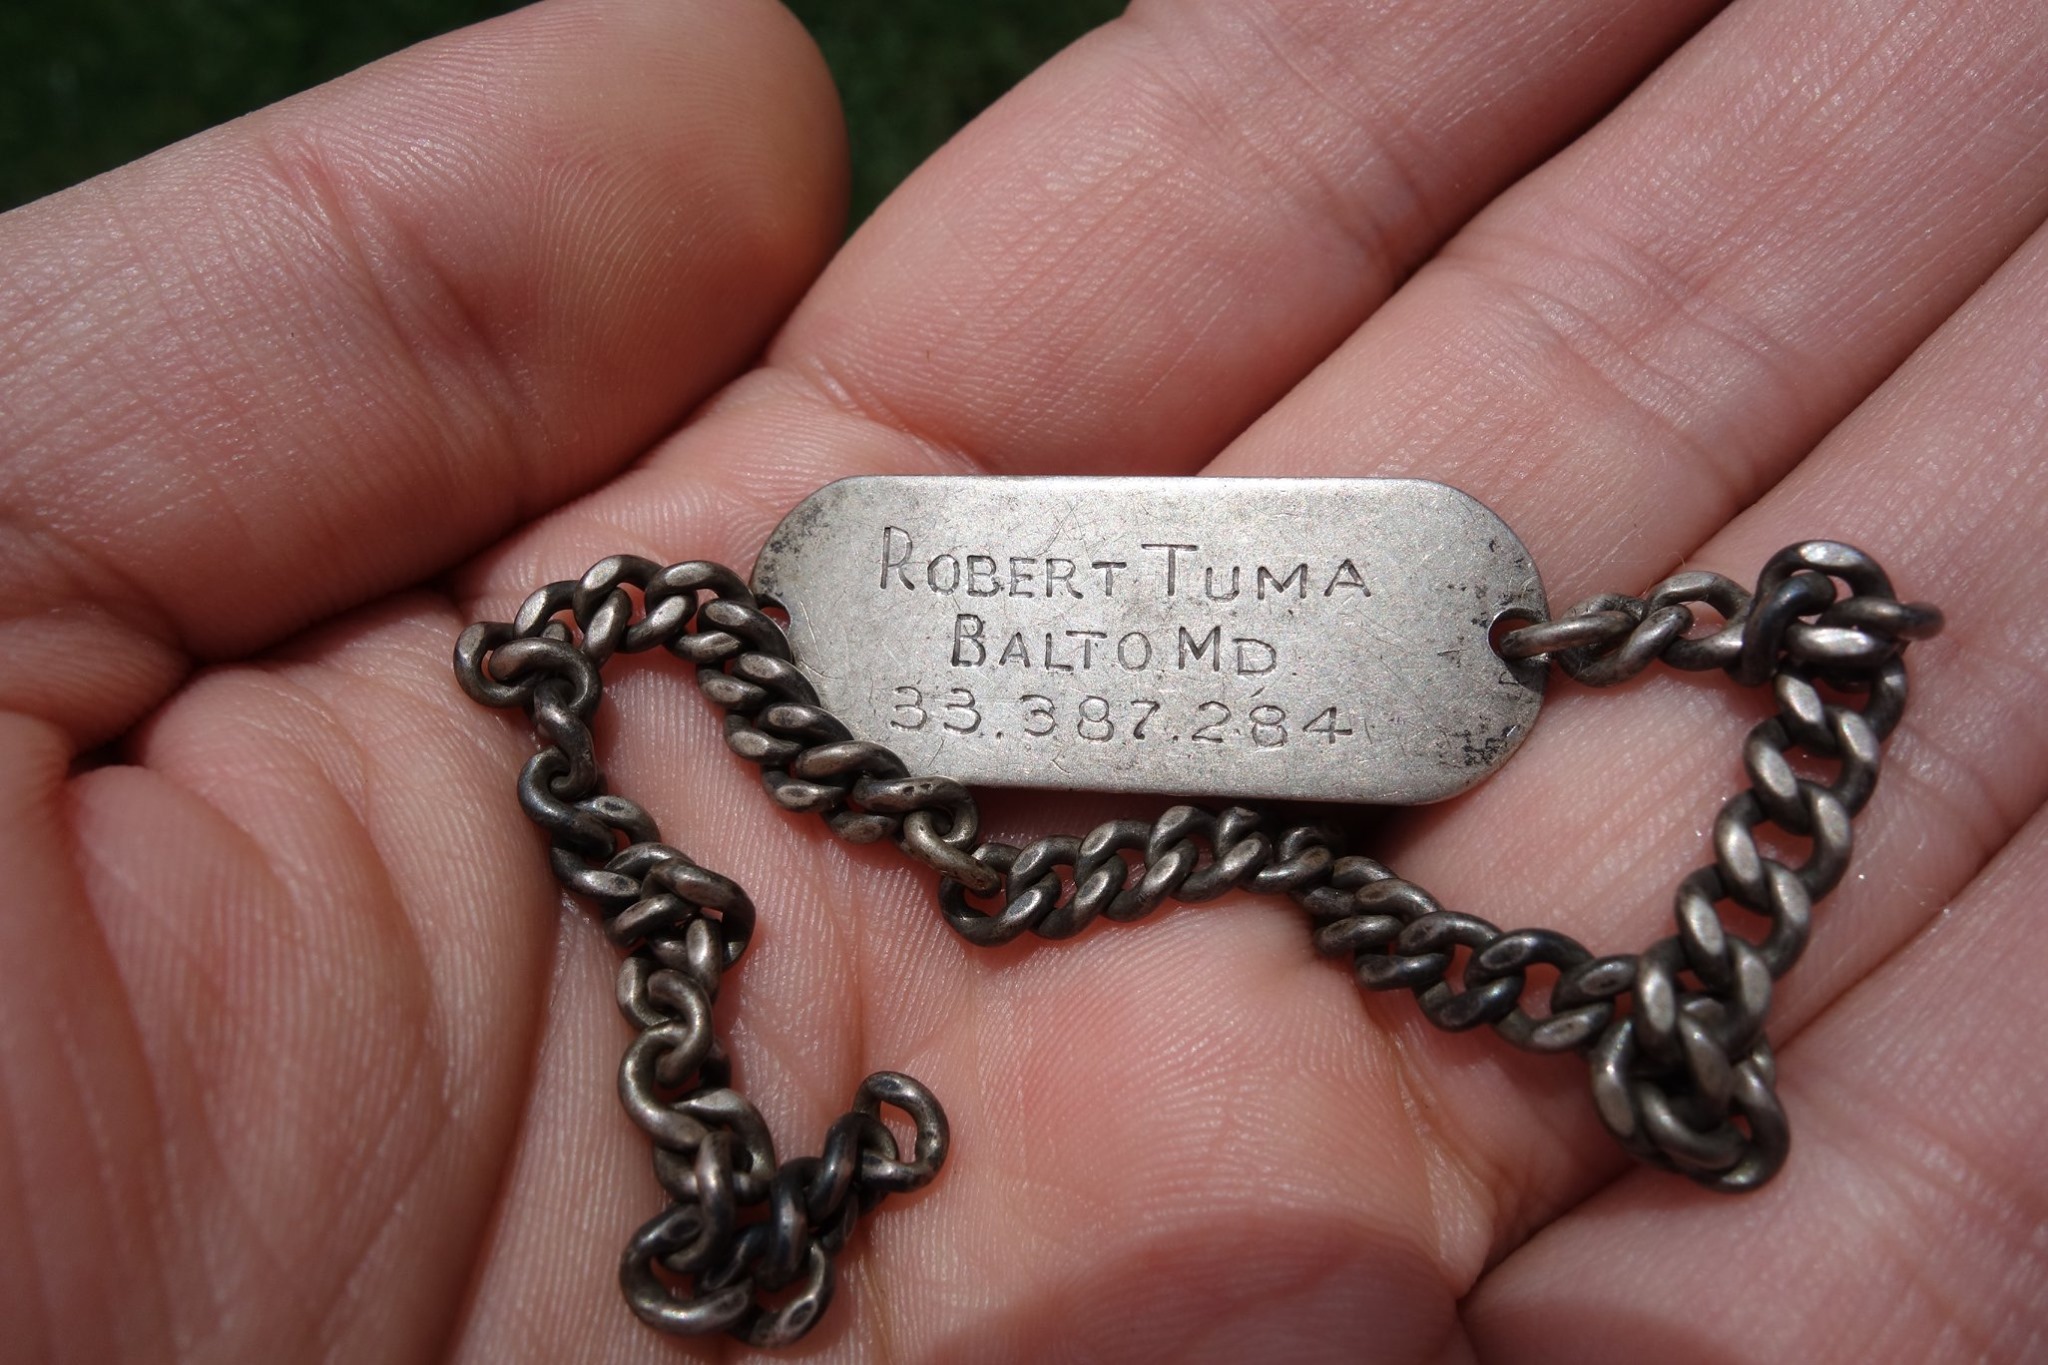 ROBERT TUMA
BALTO MD.
33.387.284